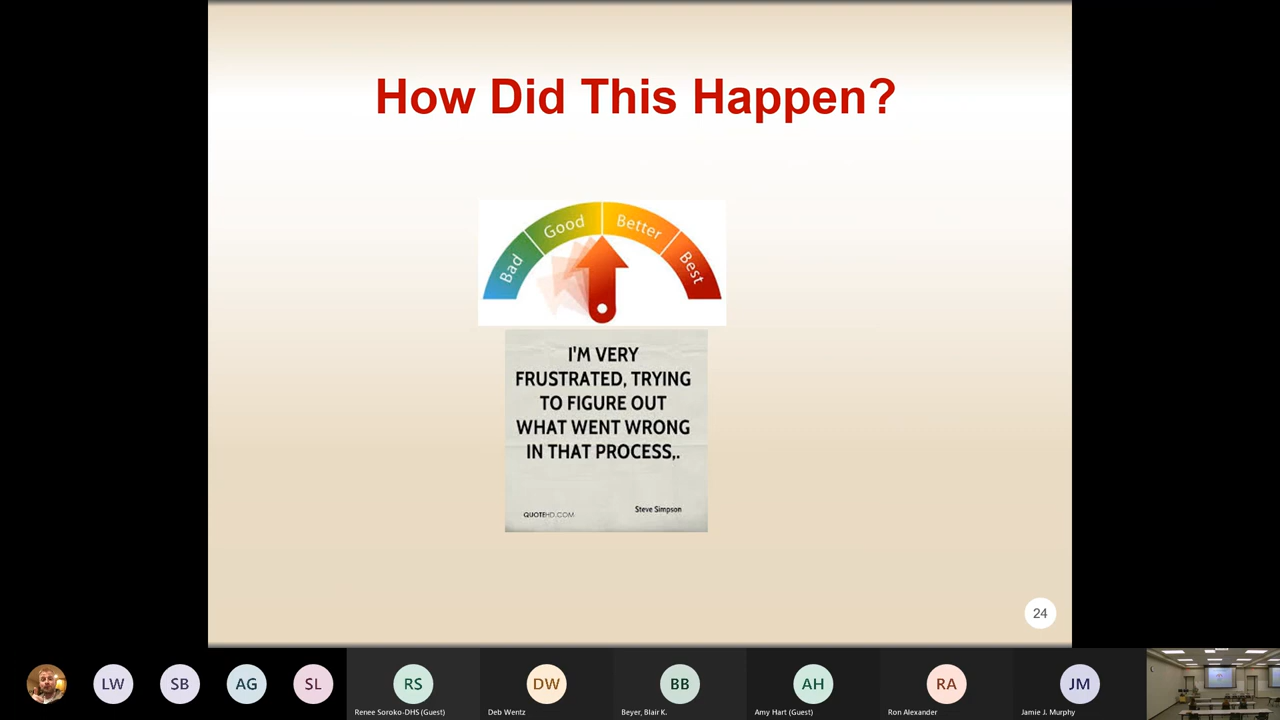 How Did This Happen?
Bad
Good
Better
Best
I'M VERY
FRUSTRATED, TRYING
TO FIGURE OUT
WHAT WENT WRONG
IN THAT PROCESS,.
Steve Simpson
QUOTEHD.COM
24
LW
SB
AG
SL
RS
DW
BB
AH
RA
JM
Renee Soroko-DHS (Guest)
Deb Wentz
Beyer, Blair K.
Amy Hart (Guest)
Ron Alexander
Jamie J. Murphy